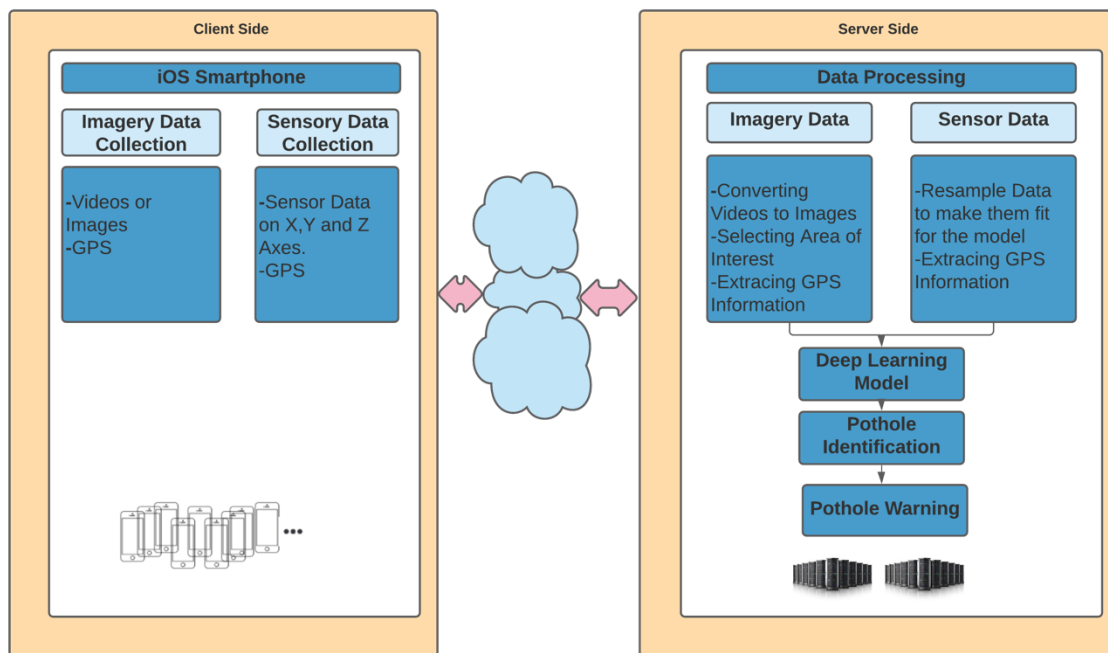 Client Side
iOS Smartphone
Imagery Data
Collection
Sensory Data
Collection
-Videos or
Images
-GPS
-Sensor Data
on X,Y and Z
Axes.
-GPS
Server Side
Data Processing
Imagery Data
Sensor Data
-Converting
Videos to Images
-Selecting Area of
Interest
-Extracing GPS
Information
-Resample Data
to make them fit
for the model
-Extracing GPS
Information
Deep Learning
Model
Pothole
Identification
Pothole Warning